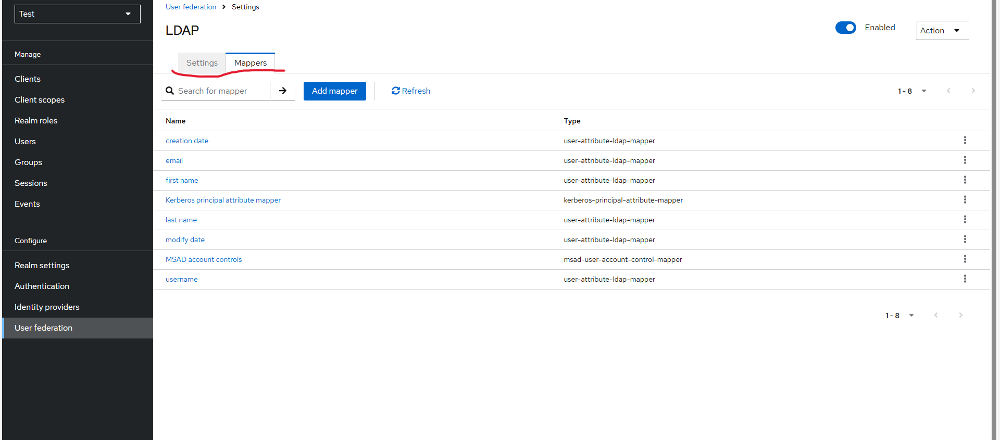 Test
Manage
Clients
Client scopes
Realm roles
Users
Groups
Sessions
Events
Configure
Realm settings
Authentication
Identity providers
User federation
User federation Settings
LDAP
Enabled
Action
Settings Mappers
Search for mapper
Add mapper
Refresh
1 - 8
Name Type
creation date user-attribute-ldap-mapper
email user-attribute-ldap-mapper
first name user-attribute-ldap-mapper
Kerberos principal attribute mapper kerberos-principal-attribute-mapper
last name user-attribute-ldap-mapper
modify date user-attribute-ldap-mapper
MSAD account controls msad-user-account-control-mapper
username user-attribute-ldap-mapper
1 - 8